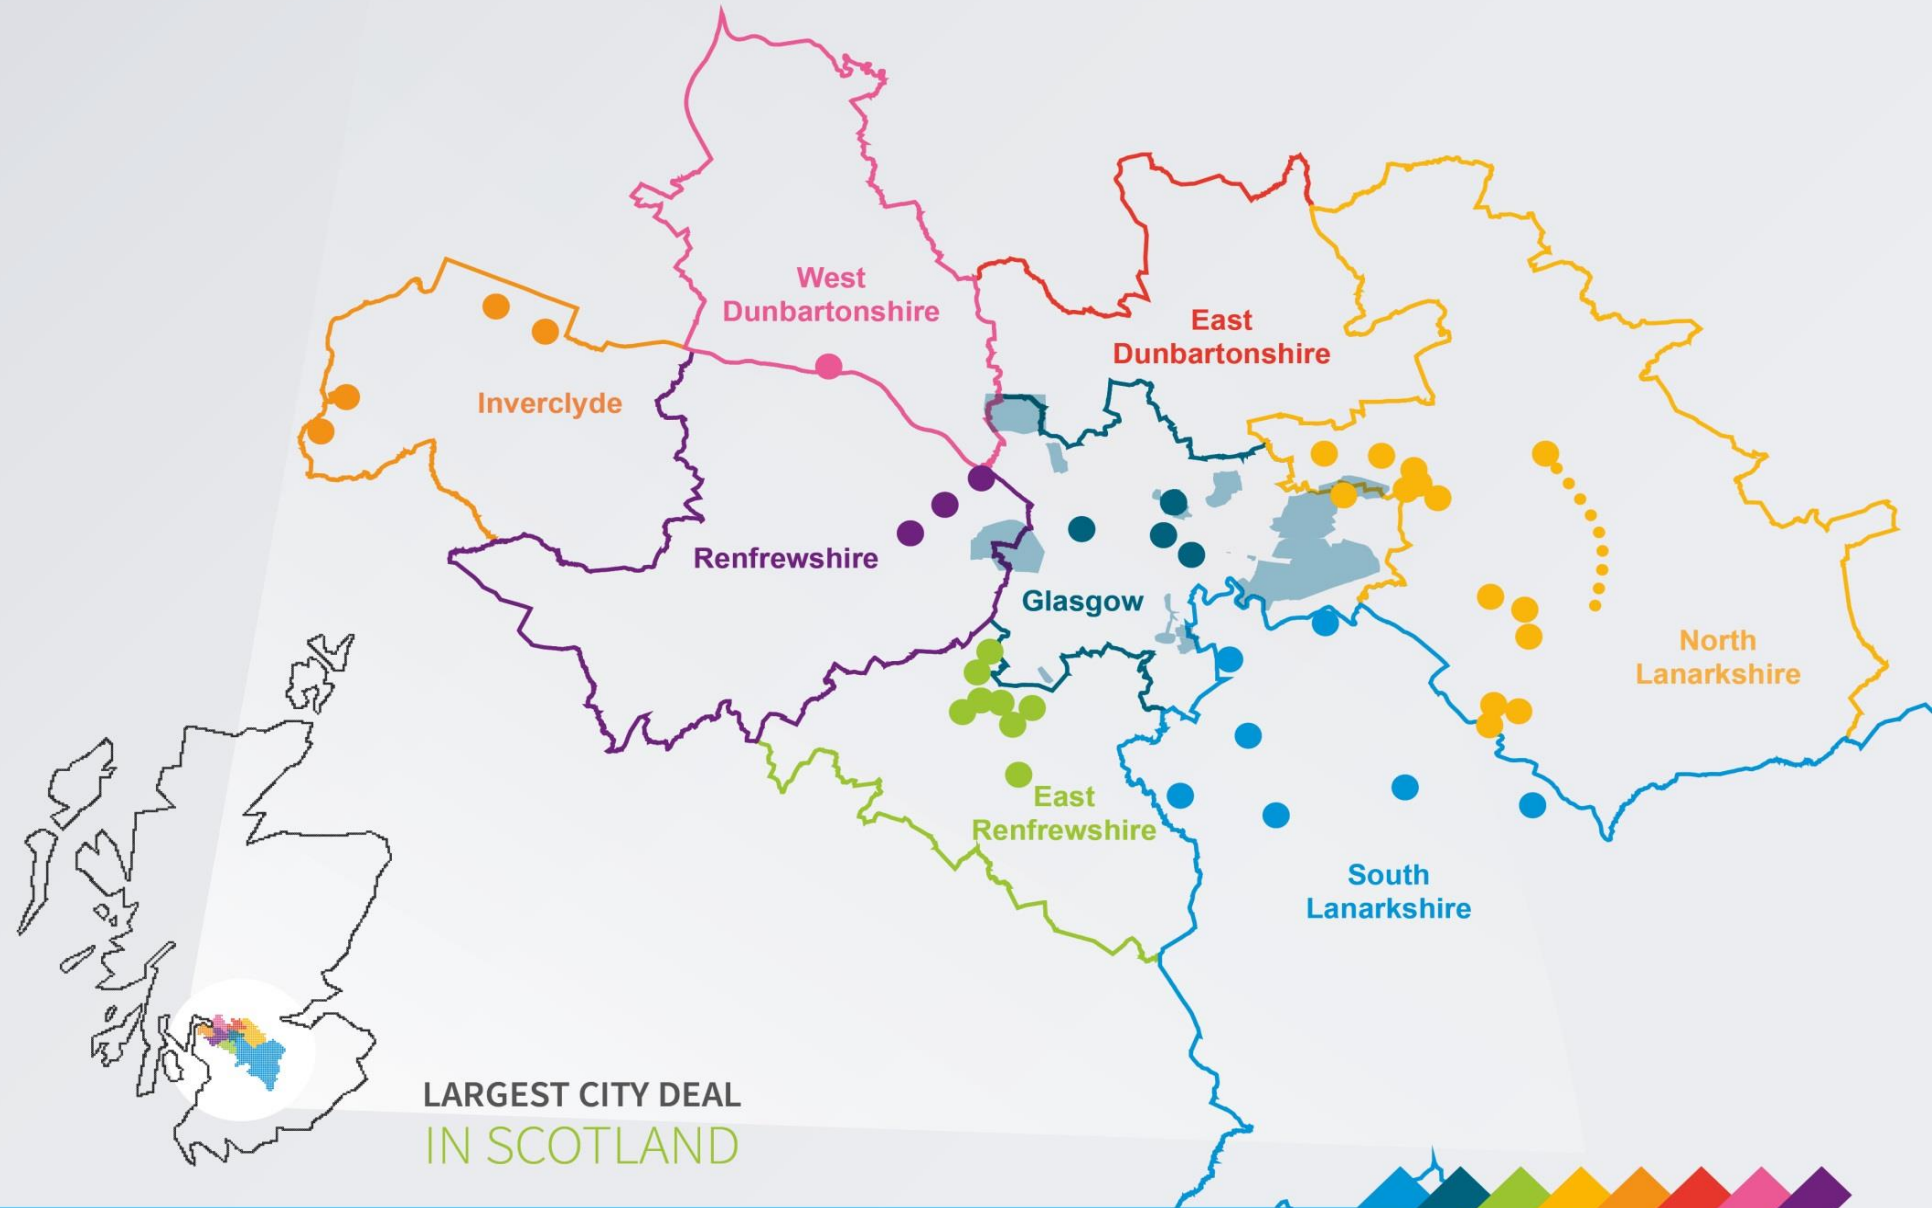 West
Dunbartonshire
East
Dunbartonshire
Inverclyde
Renfrewshire
Glasgow
North
Lanarkshire
East
Renfrewshire
South
Lanarkshire
LARGEST CITY DEAL
IN SCOTLAND